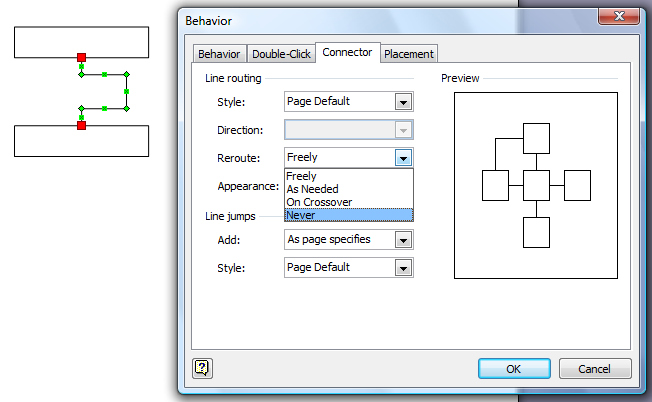 Behavior
Behavior Double-Click Connector Placement
Line routing
Preview
Style: Page Default
Direction:
Reroute: Freely
Appearance:
Freely
As Needed
On Crossover
Never
Line jumps
Add: As page specifies
Style: Page Default
?
OK Cancel